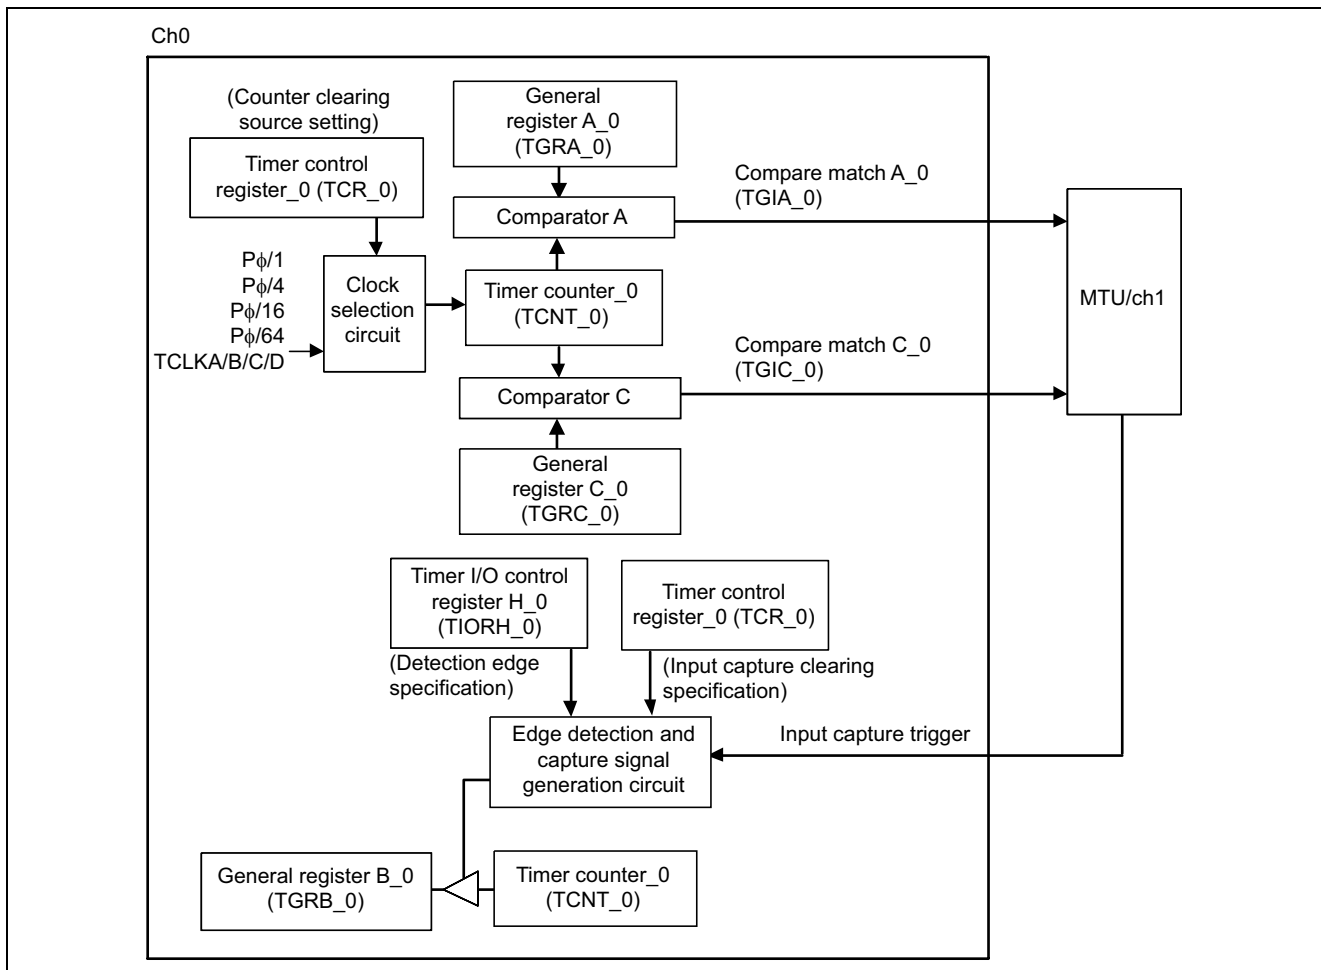 Ch0
(Counter clearing
source setting)
Timer control
register_0 (TCR_0)
Pϕ/1
Pϕ/4
Pϕ/16
Pϕ/64
TCLKA/B/C/D
Clock
selection
circuit
General
register A_0
(TGRA_0)
Comparator A
Timer counter_0
(TCNT_0)
Comparator C
General
register C_0
(TGRC_0)
Compare match A_0
(TGIA_0)
Compare match C_0
(TGIC_0)
MTU/ch1
Timer I/O control
register H_0
(TIORH_0)
(Detection edge
specification)
Timer control
register_0 (TCR_0)
(Input capture clearing
specification)
Edge detection and
capture signal
generation circuit
Input capture trigger
General register B_0
(TGRB_0)
Timer counter_0
(TCNT_0)